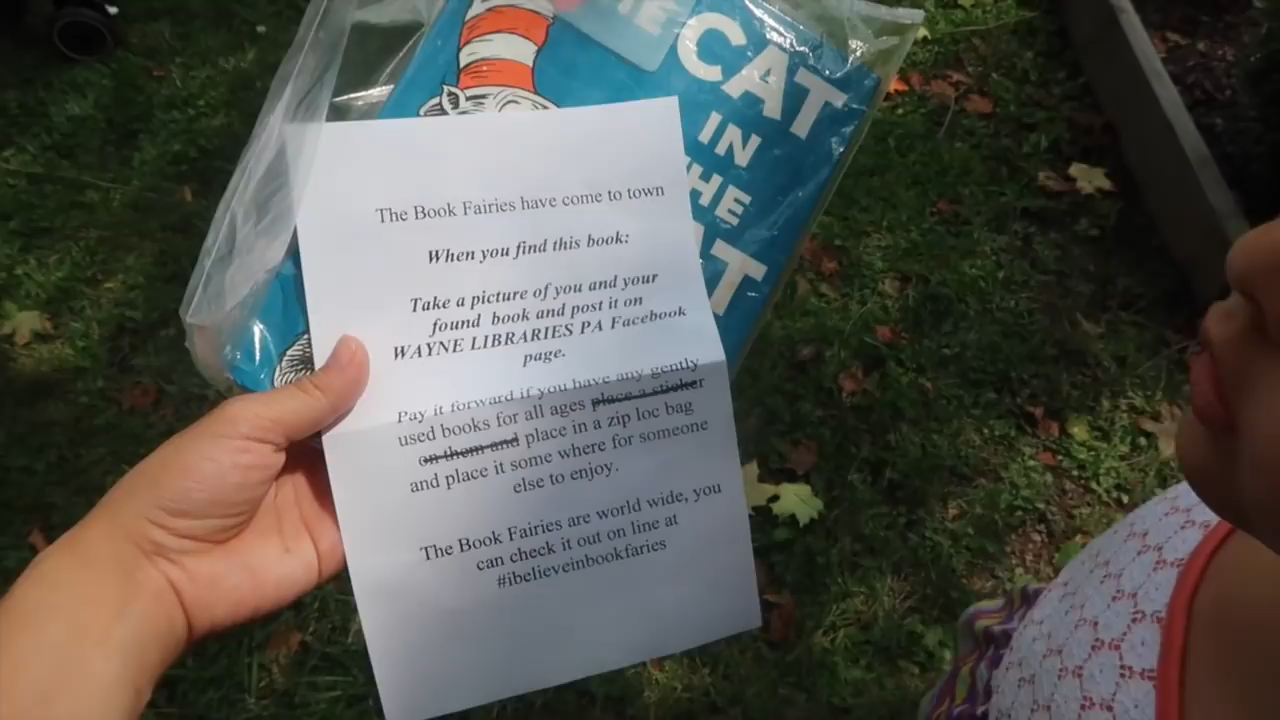 THE
CAT
IN
THE
The Book Fairies have come to town
When you find this book:
Take a picture of you and your
found book and post it on
WAYNE LIBRARIES PA Facebook
page.
Pay it forward if you have any gently
used books for all ages place a sticker
on them and place in a zip loc bag
and place it some where for someone
else to enjoy.
The Book Fairies are world wide, you
can check it out on line at
#ibelieveinbookfaries